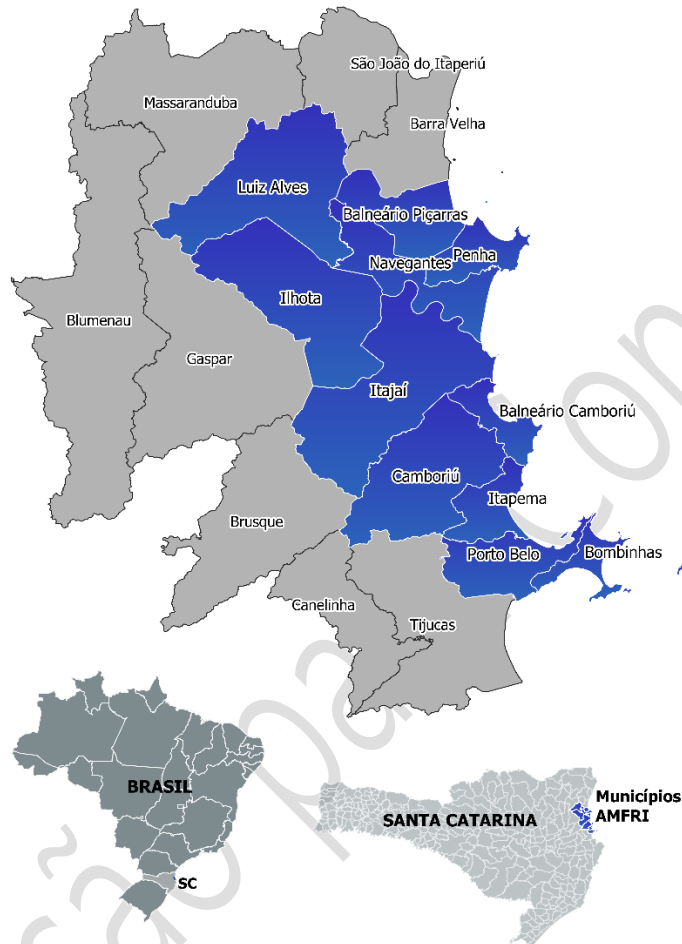 São João do Itaperiú
Massaranduba
Barra Velha
Luiz Alves
Balneário Piçarras
Penha
Navegantes
Ilhota
Blumenau
Gaspar
Itajaí
Balneário Camboriú
Camboriú
Itapema
Brusque
Porto Belo
Bombinhas
Canelinha
Tijucas
BRASIL
SC
SANTA CATARINA
Municípios
AMFRI